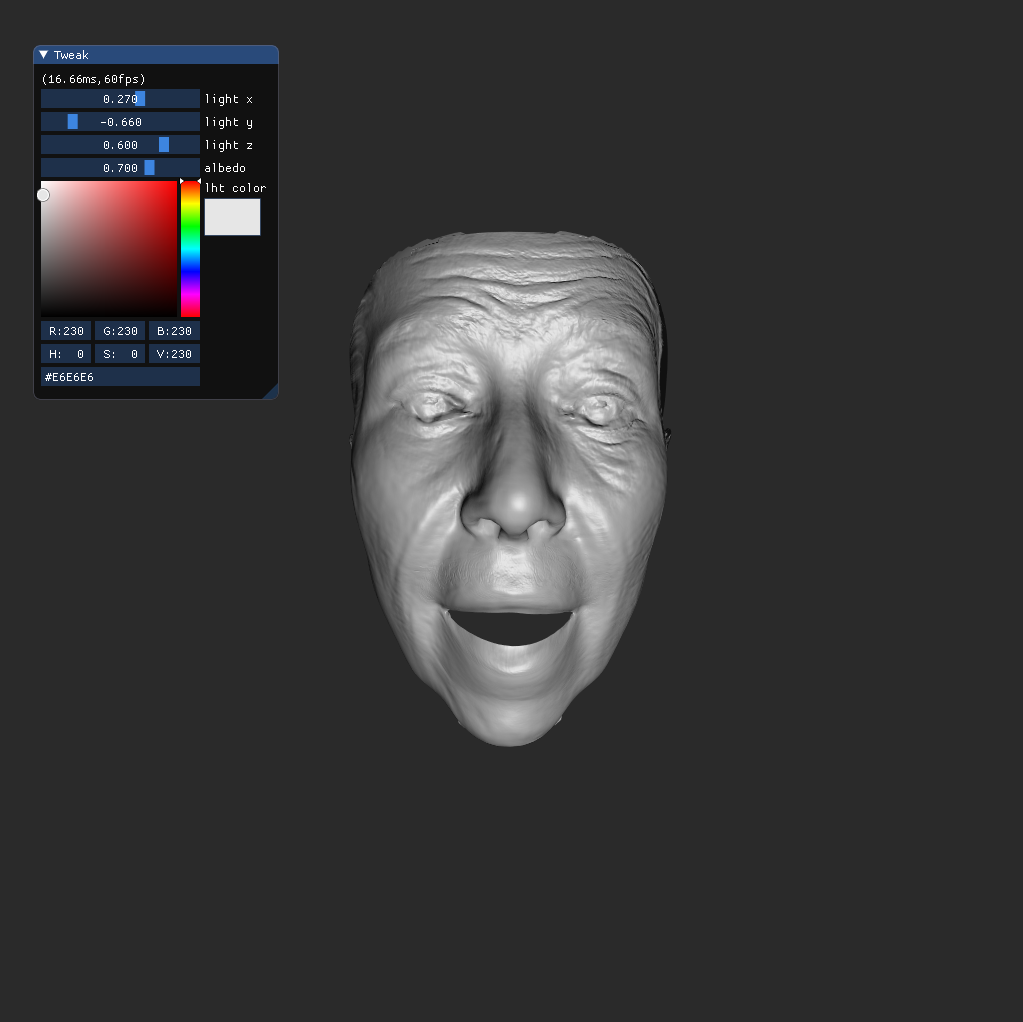 Tweak
(16.66ms,60fps)
0.270 light x
-0.660 light y
0.600 light z
0.700 albedo
lht color
R:230 G:230 B:230
H: 0 S: 0 V:230
#E6E6E6